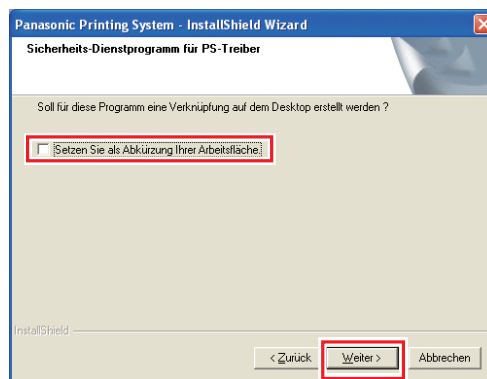 Panasonic Printing System - InstallShield Wizard
Sicherheits-Dienstprogramm für PS-Treiber
Soll für diese Programm eine Verknüpfung auf dem Desktop erstellt werden ?
Setzen Sie als Abkürzung Ihrer Arbeitsfläche.
InstallShield
< Zurück Weiter > Abbrechen